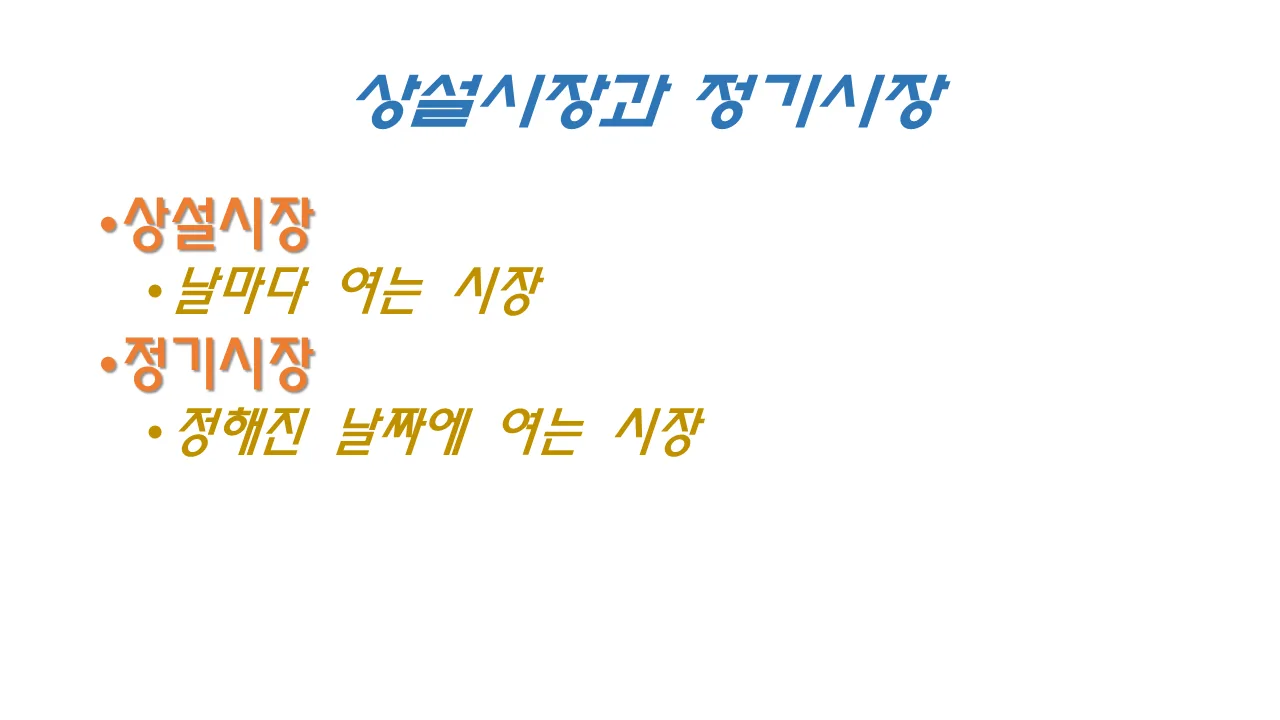 상설시장과 정기시장
•상설시장
• 날마다 여는 시장
•정기시장
• 정해진 날짜에 여는 시장